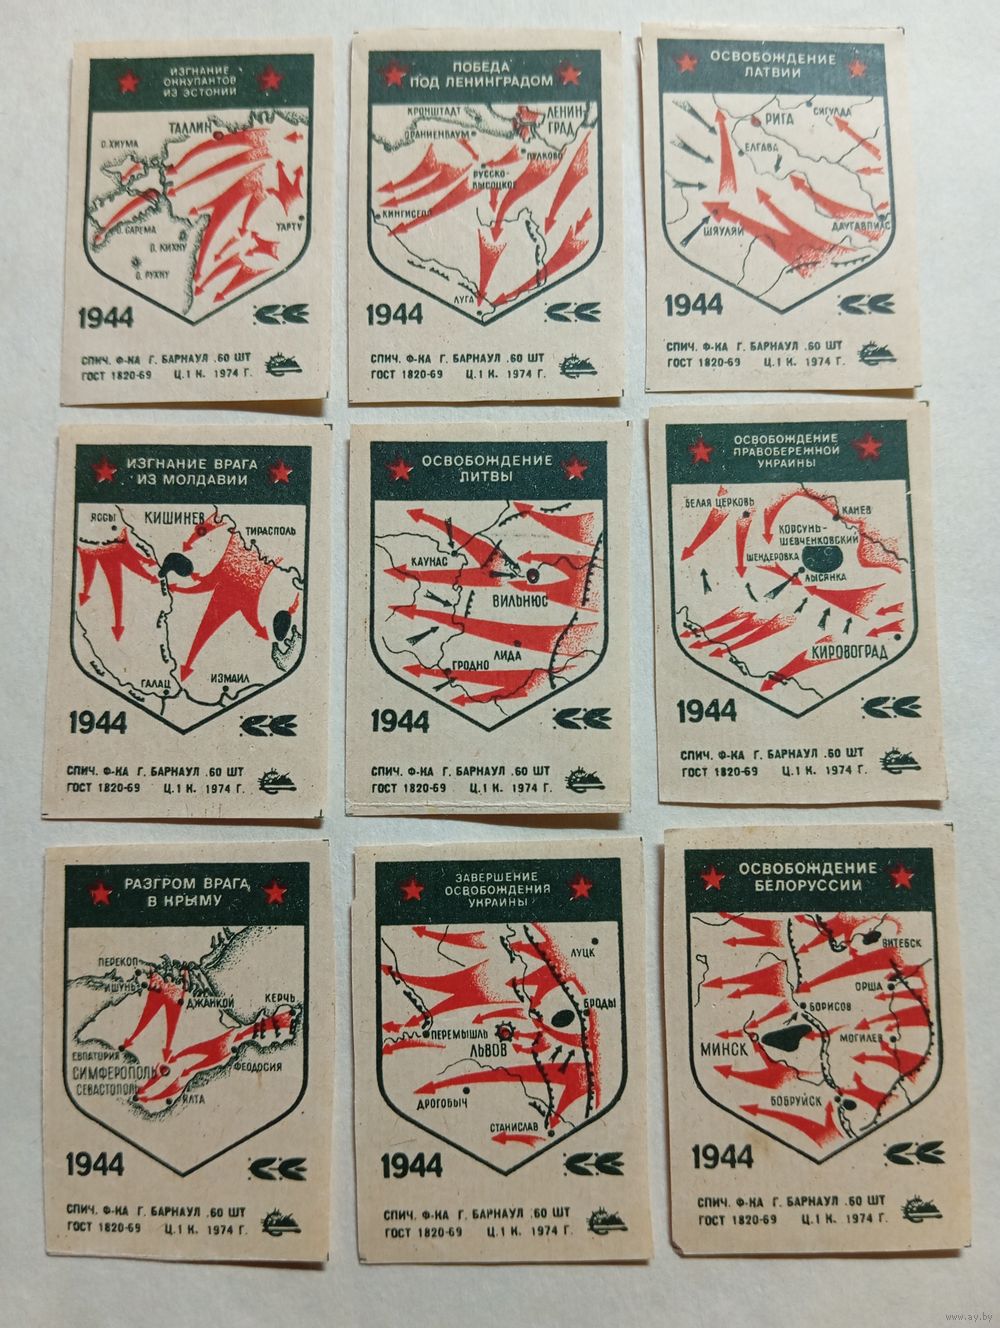 ИЗГНАНИЕ
ОККУПАНТОВ
ИЗ ЭСТОНИИ
ТАЛЛИН
О. ХИУМА
О. САРЕМА
О. КИХНУ
О. РУХНУ
ТАРТУ
1944
СПИЧ. Ф-КА Г. БАРНАУЛ .60 ШТ
ГОСТ 1820-69 Ц.1 К. 1974 Г.
ПОБЕДА
ПОД ЛЕНИНГРАДОМ
КРОНШТАДТ
ЛЕНИН-
ГРАД
ОРАНИЕНБАУМ
ПУЛКОВО
РУССКО-
ВЫСОЦКОЕ
КИНГИСЕПП
ЛУГА
1944
СПИЧ. Ф-КА Г. БАРНАУЛ .60 ШТ
ГОСТ 1820-69 Ц.1 К. 1974 Г.
ОСВОБОЖДЕНИЕ
ЛАТВИИ
РИГА
СИГУЛДА
ЕЛГАВА
ШЯУЛЯЙ
ДАУГАВПИЛС
1944
СПИЧ. Ф-КА Г. БАРНАУЛ .60 ШТ
ГОСТ 1820-69 Ц.1 К. 1974 Г.
ИЗГНАНИЕ ВРАГА
ИЗ МОЛДАВИИ
ЯССЫ
КИШИНЕВ
ТИРАСПОЛЬ
ГАЛАЦ
ИЗМАИЛ
1944
СПИЧ. Ф-КА Г. БАРНАУЛ .60 ШТ
ГОСТ 1820-69 Ц.1 К. 1974 Г.
ОСВОБОЖДЕНИЕ
ЛИТВЫ
КАУНАС
ВИЛЬНЮС
ЛИДА
ГРОДНО
1944
СПИЧ. Ф-КА Г. БАРНАУЛ .60 ШТ
ГОСТ 1820-69 Ц.1 К. 1974 Г.
ОСВОБОЖДЕНИЕ
ПРАВОБЕРЕЖНОЙ
УКРАИНЫ
БЕЛАЯ ЦЕРКОВЬ
КАНЕВ
КОРСУНЬ-
ШЕВЧЕНКОВСКИЙ
ШЕНДЕРОВКА
ЛЫСЯНКА
КИРОВОГРАД
1944
СПИЧ. Ф-КА Г. БАРНАУЛ .60 ШТ
ГОСТ 1820-69 Ц.1 К. 1974 Г.
РАЗГРОМ ВРАГА
В КРЫМУ
ПЕРЕКОП
ИШУНЬ
ДЖАНКОЙ
КЕРЧЬ
ЕВПАТОРИЯ
СИМФЕРОПОЛЬ
ФЕОДОСИЯ
СЕВАСТОПОЛЬ
ЯЛТА
1944
СПИЧ. Ф-КА Г. БАРНАУЛ .60 ШТ
ГОСТ 1820-69 Ц.1 К. 1974 Г.
ЗАВЕРШЕНИЕ
ОСВОБОЖДЕНИЯ
УКРАИНЫ
ЛУЦК
БРОДЫ
ПЕРЕМЫШЛЬ
ЛЬВОВ
ДРОГОБЫЧ
СТАНИСЛАВ
1944
СПИЧ. Ф-КА Г. БАРНАУЛ .60 ШТ
ГОСТ 1820-69 Ц.1 К. 1974 Г.
ОСВОБОЖДЕНИЕ
БЕЛОРУССИИ
ВИТЕБСК
ОРША
БОРИСОВ
МИНСК
МОГИЛЕВ
БОБРУЙСК
1944
СПИЧ. Ф-КА Г. БАРНАУЛ .60 ШТ
ГОСТ 1820-69 Ц.1 К. 1974 Г.
www.ay.by